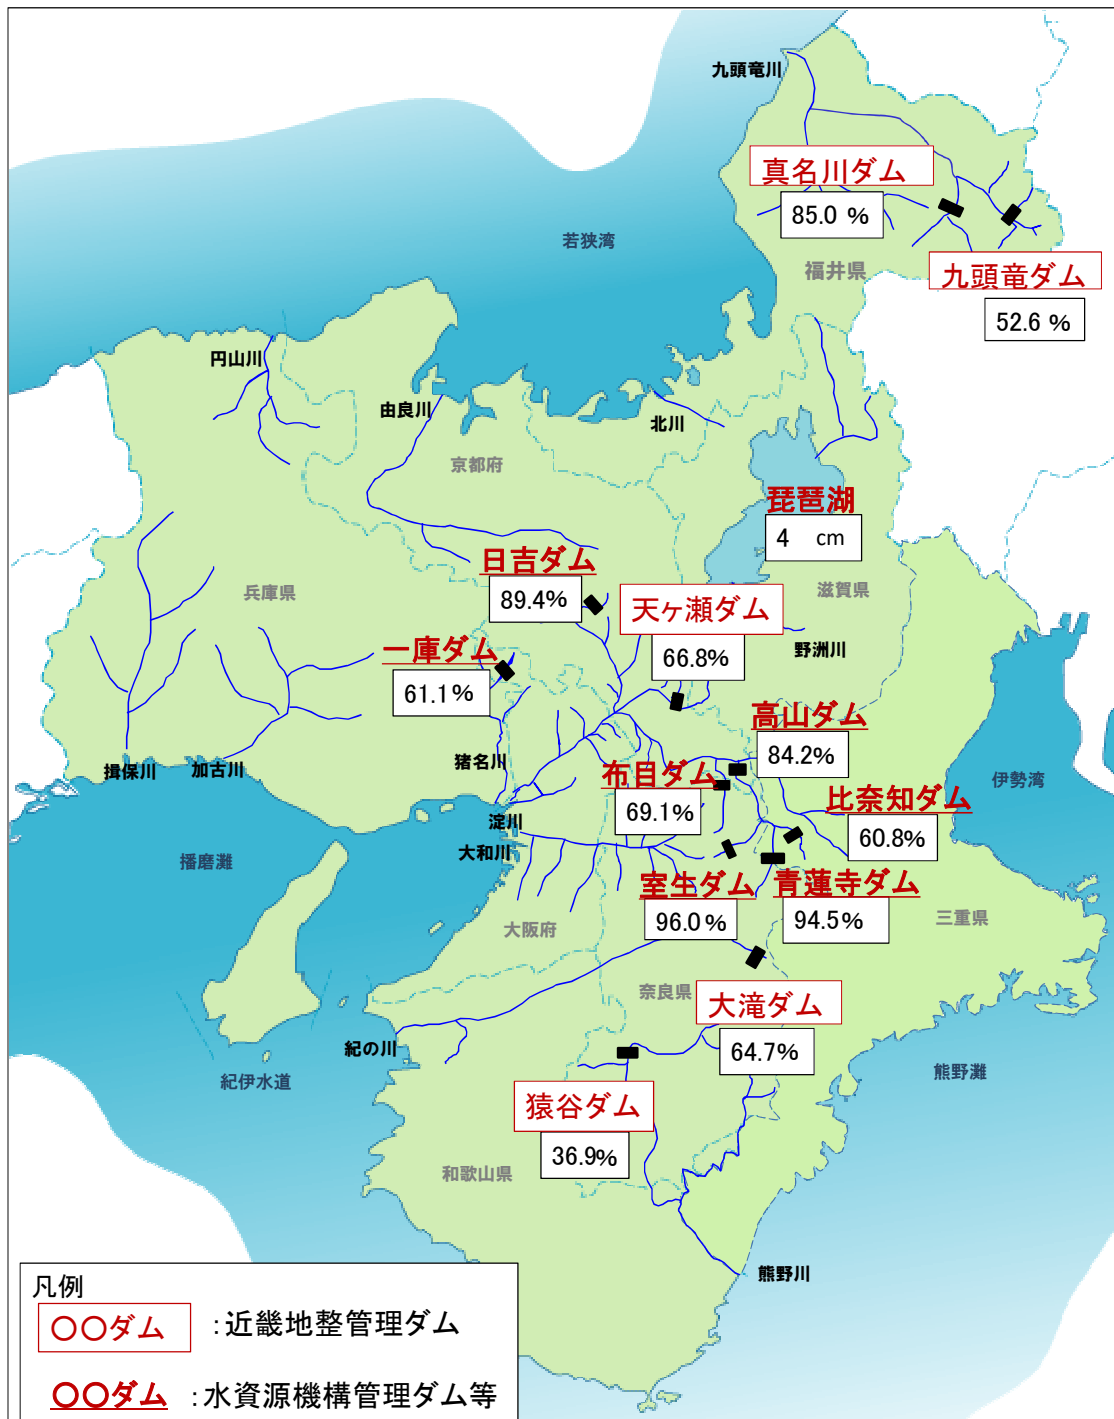 九頭竜川
真名川ダム
85.0 %
若狭湾
福井県
九頭竜ダム
52.6 %
円山川
由良川
北川
京都府
琵琶湖
4 cm
日吉ダム
89.4%
兵庫県
天ヶ瀬ダム
66.8%
滋賀県
野洲川
一庫ダム
61.1%
高山ダム
84.2%
揖保川
加古川
猪名川
布目ダム
69.1%
伊勢湾
比奈知ダム
60.8%
淀川
大和川
播磨灘
室生ダム
96.0%
青蓮寺ダム
94.5%
大阪府
三重県
奈良県
大滝ダム
64.7%
紀の川
紀伊水道
熊野灘
猿谷ダム
36.9%
和歌山県
熊野川
凡例
〇〇ダム :近畿地整管理ダム
〇〇ダム :水資源機構管理ダム等